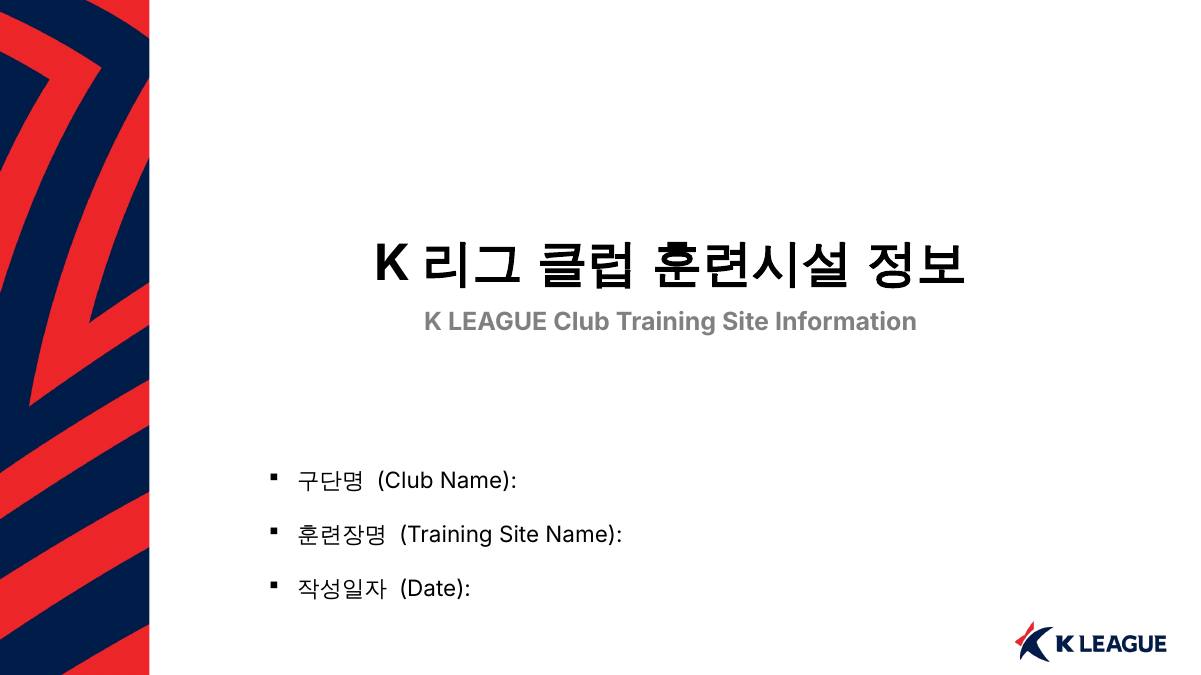 K 리그 클럽 훈련시설 정보
K LEAGUE Club Training Site Information
▪ 구단명 (Club Name):
▪ 훈련장명 (Training Site Name):
▪ 작성일자 (Date):
K LEAGUE